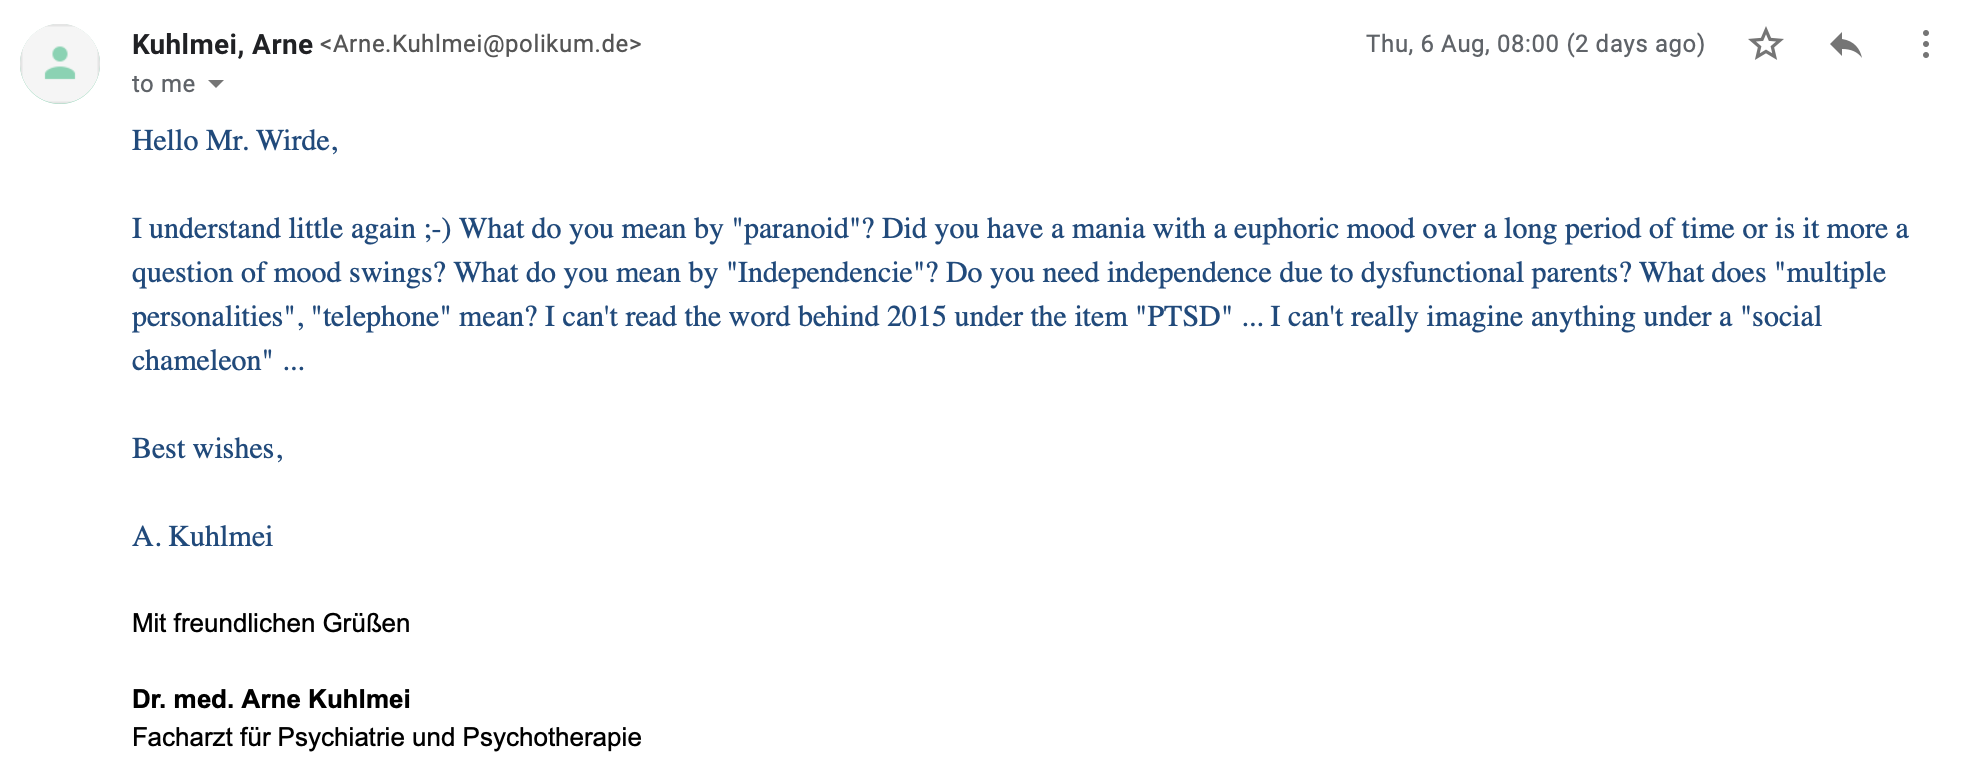 Kuhlmei, Arne <Arne.Kuhlmei@polikum.de>
Thu, 6 Aug, 08:00 (2 days ago)
to me
Hello Mr. Wirde,
I understand little again ;-) What do you mean by "paranoid"? Did you have a mania with a euphoric mood over a long period of time or is it more a
question of mood swings? What do you mean by "Independencie"? Do you need independence due to dysfunctional parents? What does "multiple
personalities", "telephone" mean? I can't read the word behind 2015 under the item "PTSD" ... I can't really imagine anything under a "social
chameleon" ...
Best wishes,
A. Kuhlmei
Mit freundlichen Grüßen
Dr. med. Arne Kuhlmei
Facharzt für Psychiatrie und Psychotherapie